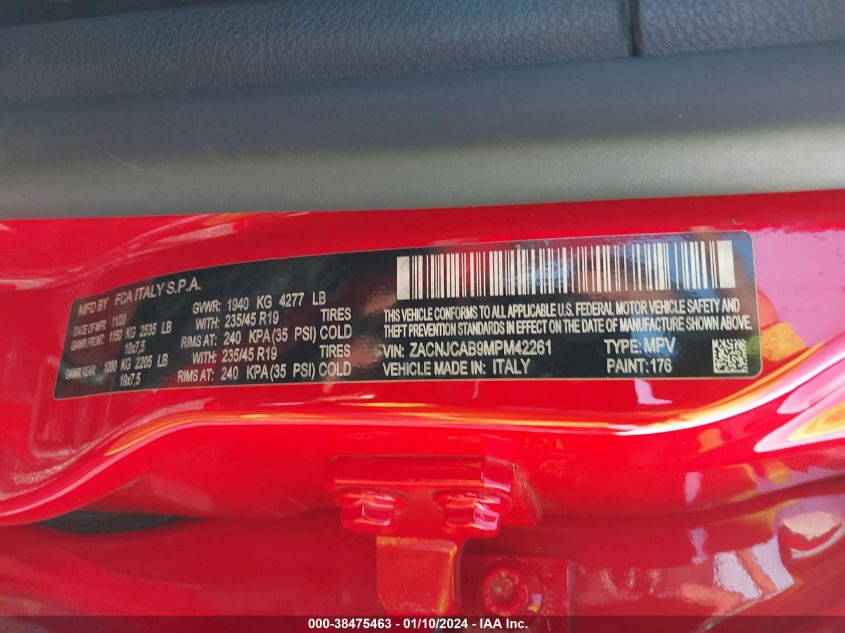 MFD BY FCA ITALY S.P.A.
DATE OF MFR: 11/20 GVWR: 1940 KG 4277 LB
GAWR FRONT: 1150 KG 2535 LB WITH: 235/45 R19 TIRES
19x7,5 RIMS AT: 240 KPA (35 PSI) COLD
GAWR REAR: 1000 KG 2205 LB WITH: 235/45 R19 TIRES
19x7,5 RIMS AT: 240 KPA (35 PSI) COLD
THIS VEHICLE CONFORMS TO ALL APPLICABLE U.S. FEDERAL MOTOR VEHICLE SAFETY AND
THEFT PREVENTION STANDARDS IN EFFECT ON THE DATE OF MANUFACTURE SHOWN ABOVE.
VIN: ZACNJCAB9MPM42261 TYPE: MPV
VEHICLE MADE IN: ITALY PAINT: 176
000-38475463 - 01/10/2024 - IAA Inc.